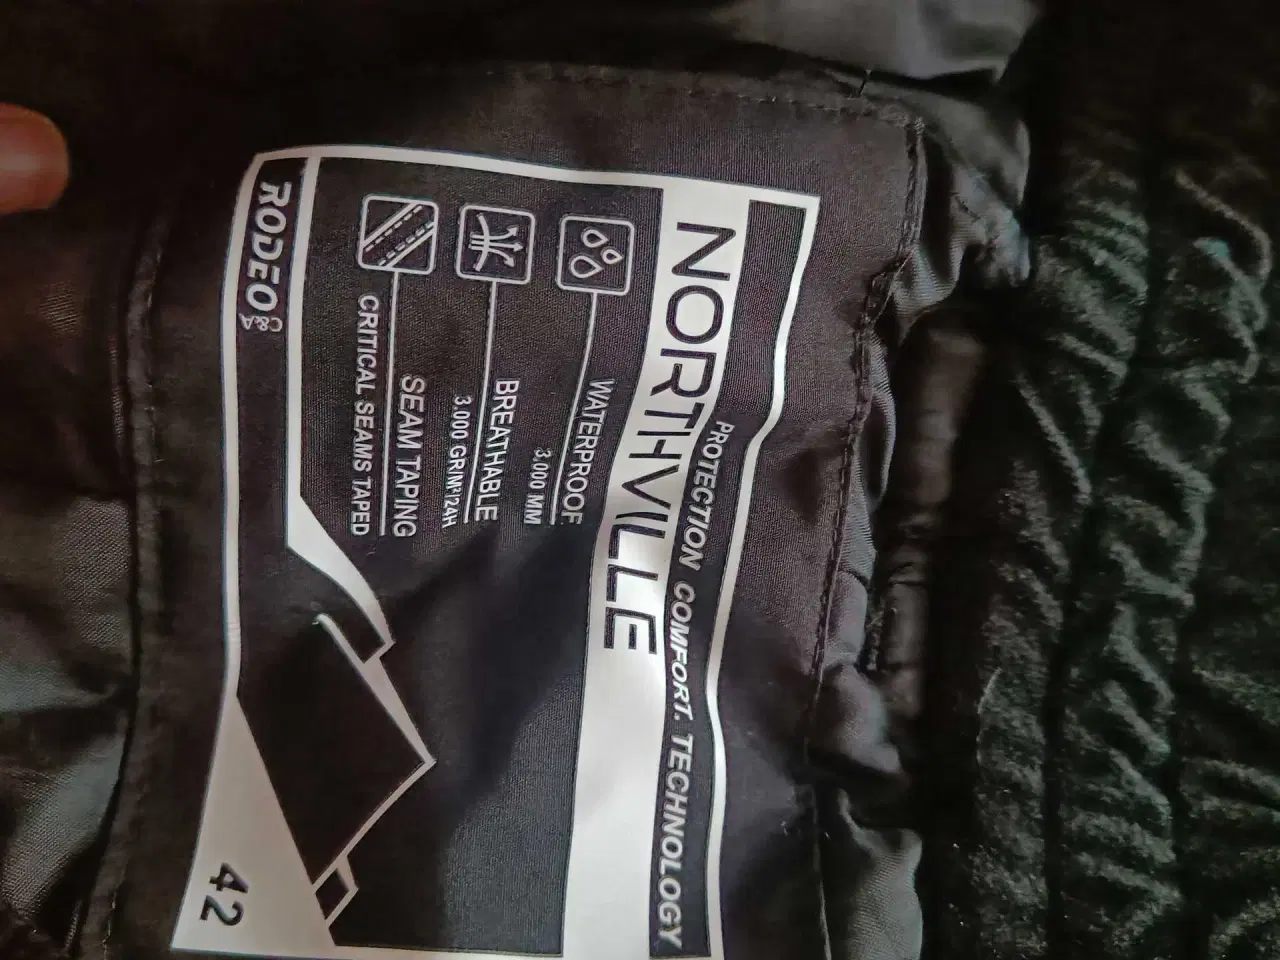 NORTHVILLE
PROTECTION COMFORT. TECHNOLOGY
WATERPROOF
3,000 MM
BREATHABLE
3.000 GR/M²/24H
SEAM TAPING
CRITICAL SEAMS TAPED
RODEO C&A
42